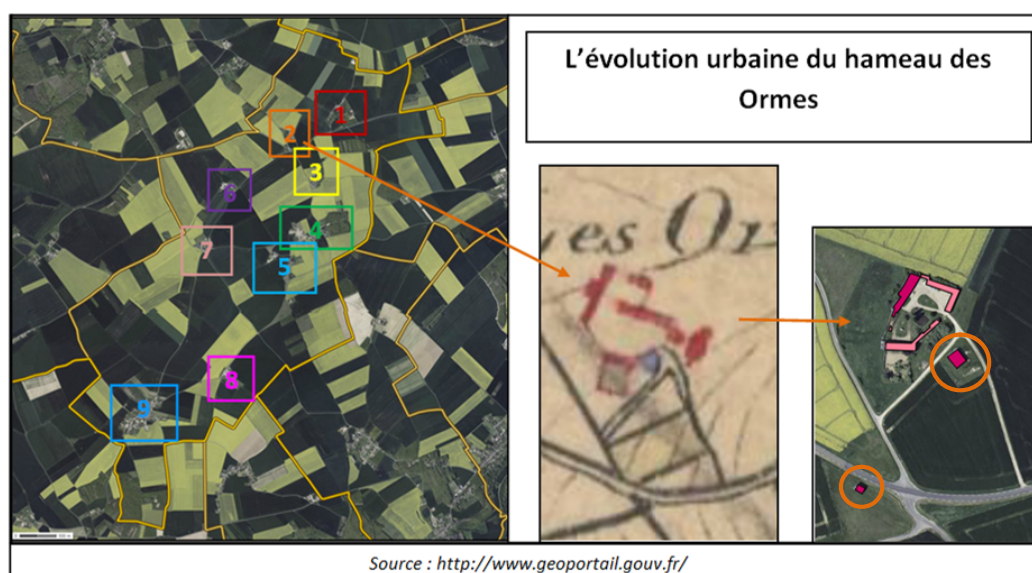 L'évolution urbaine du hameau des
Ormes
1
2
3
6
4
7
5
8
9
es Or
Source : http://www.geoportail.gouv.fr/